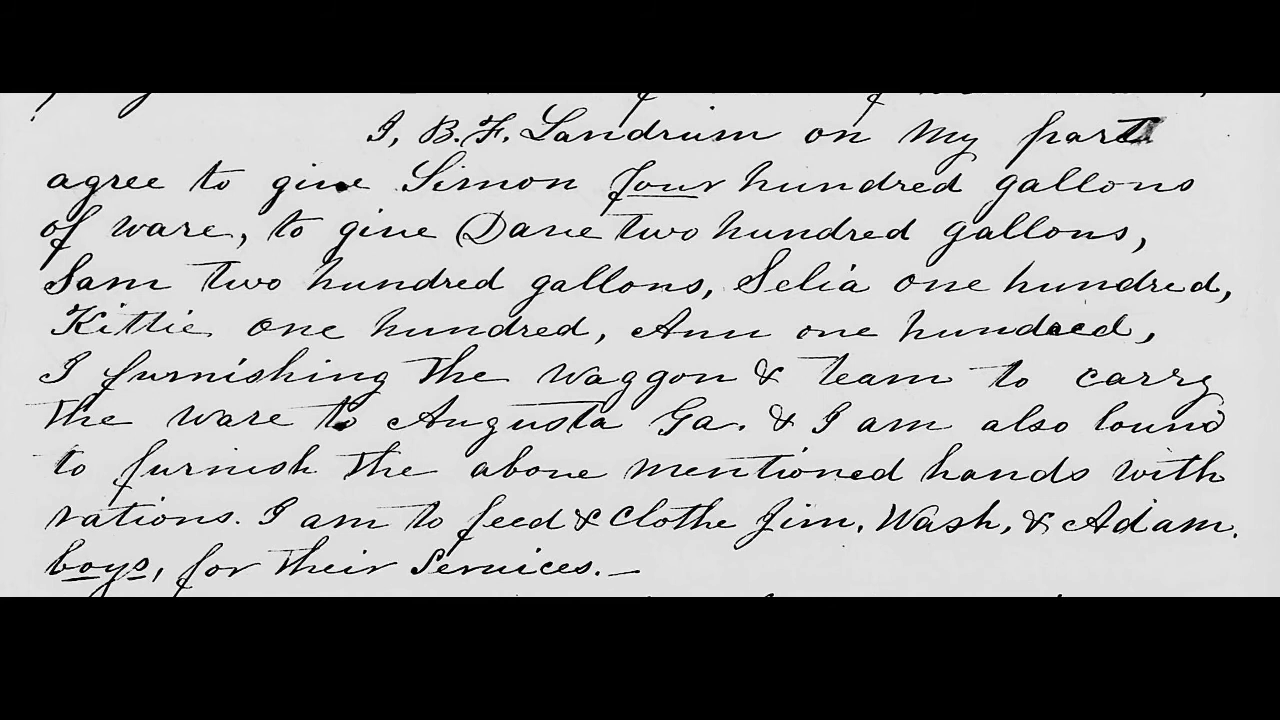 I, B.F. Landrum on my part
agree to give Simon four hundred gallons
of ware, to give Dave two hundred gallons,
Sam two hundred gallons, Selia one hundred,
Kittie one hundred, Ann one hundred,
I furnishing the waggon & team to carry
the ware to Augusta Ga. & I am also bound
to furnish the above mentioned hands with
rations. I am to feed & clothe Jim, Wash, & Adam.
boys, for their services.—